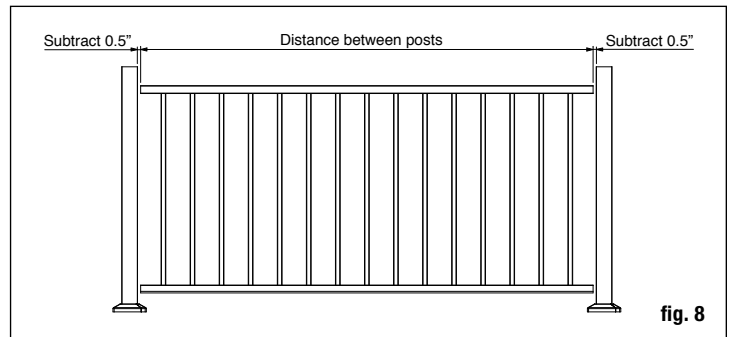 Subtract 0.5” Distance between posts Subtract 0.5”
fig. 8